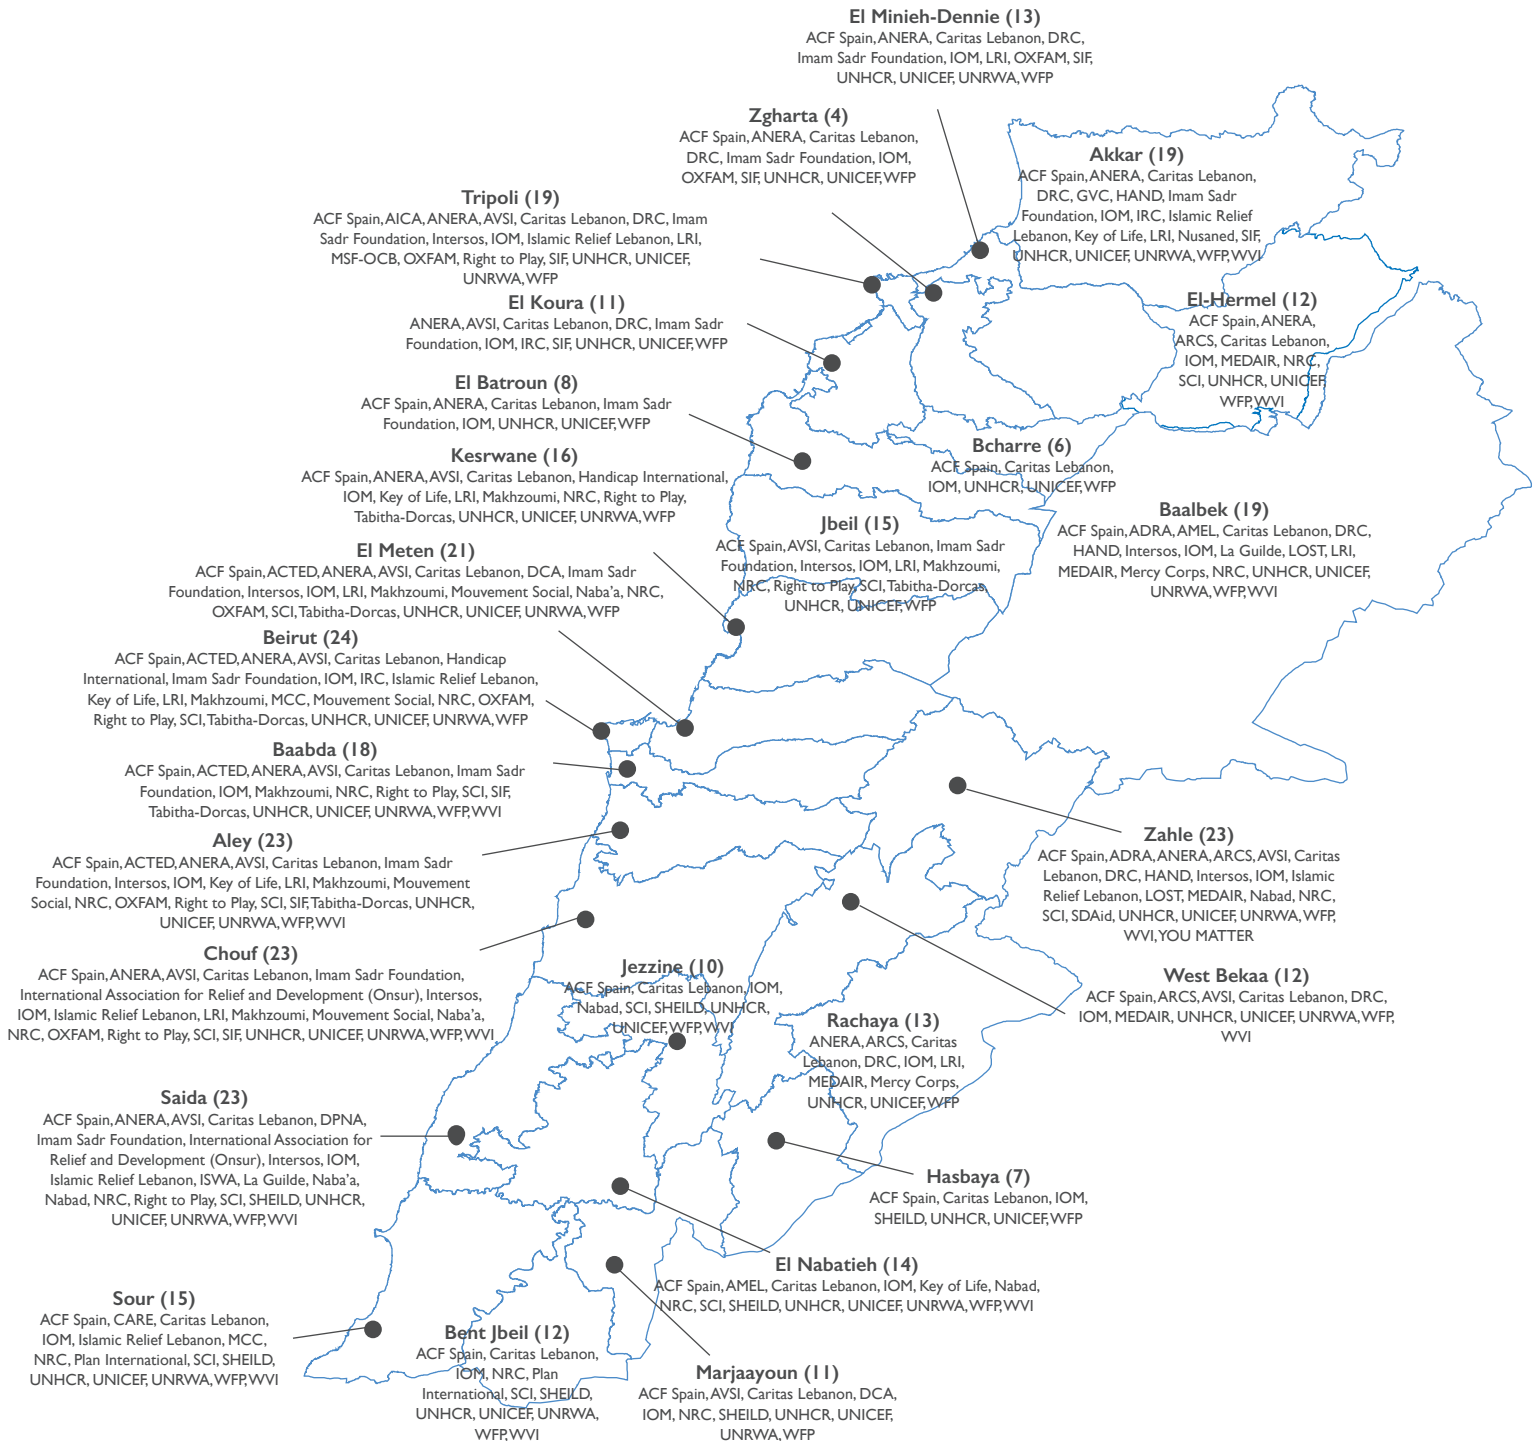 El Minieh-Dennie (13)
ACF Spain, ANERA, Caritas Lebanon, DRC,
Imam Sadr Foundation, IOM, LRI, OXFAM, SIF,
UNHCR, UNICEF, UNRWA, WFP
Zgharta (4)
ACF Spain, ANERA, Caritas Lebanon,
DRC, Imam Sadr Foundation, IOM,
OXFAM, SIF, UNHCR, UNICEF, WFP
Akkar (19)
ACF Spain, ANERA, Caritas Lebanon,
DRC, GVC, HAND, Imam Sadr
Foundation, IOM, IRC, Islamic Relief
Lebanon, Key of Life, LRI, Nusaned, SIF,
UNHCR, UNICEF, UNRWA, WFP, WVI
Tripoli (19)
ACF Spain, AICA, ANERA, AVSI, Caritas Lebanon, DRC, Imam
Sadr Foundation, Intersos, IOM, Islamic Relief Lebanon, LRI,
MSF-OCB, OXFAM, Right to Play, SIF, UNHCR, UNICEF,
UNRWA, WFP
El Koura (11)
ANERA, AVSI, Caritas Lebanon, DRC, Imam Sadr
Foundation, IOM, IRC, SIF, UNHCR, UNICEF, WFP
El-Hermel (12)
ACF Spain, ANERA,
ARCS, Caritas Lebanon,
IOM, MEDAIR, NRC,
SCI, UNHCR, UNICEF,
WFP, WVI
El Batroun (8)
ACF Spain, ANERA, Caritas Lebanon, Imam Sadr
Foundation, IOM, UNHCR, UNICEF, WFP
Bcharre (6)
ACF Spain, Caritas Lebanon,
IOM, UNHCR, UNICEF, WFP
Kesrwane (16)
ACF Spain, ANERA, AVSI, Caritas Lebanon, Handicap International,
IOM, Key of Life, LRI, Makhzoumi, NRC, Right to Play,
Tabitha-Dorcas, UNHCR, UNICEF, UNRWA, WFP
Baalbek (19)
ACF Spain, ADRA, AMEL, Caritas Lebanon, DRC,
HAND, Intersos, IOM, La Guilde, LOST, LRI,
MEDAIR, Mercy Corps, NRC, UNHCR, UNICEF,
UNRWA, WFP, WVI
Jbeil (15)
ACF Spain, AVSI, Caritas Lebanon, Imam Sadr
Foundation, Intersos, IOM, LRI, Makhzoumi,
NRC, Right to Play, SCI, Tabitha-Dorcas,
UNHCR, UNICEF, WFP
El Meten (21)
ACF Spain, ACTED, ANERA, AVSI, Caritas Lebanon, DCA, Imam Sadr
Foundation, Intersos, IOM, LRI, Makhzoumi, Mouvement Social, Naba'a, NRC,
OXFAM, SCI, Tabitha-Dorcas, UNHCR, UNICEF, UNRWA, WFP
Beirut (24)
ACF Spain, ACTED, ANERA, AVSI, Caritas Lebanon, Handicap
International, Imam Sadr Foundation, IOM, IRC, Islamic Relief Lebanon,
Key of Life, LRI, Makhzoumi, MCC, Mouvement Social, NRC, OXFAM,
Right to Play, SCI, Tabitha-Dorcas, UNHCR, UNICEF, UNRWA, WFP
Baabda (18)
ACF Spain, ACTED, ANERA, AVSI, Caritas Lebanon, Imam Sadr
Foundation, IOM, Makhzoumi, NRC, Right to Play, SCI, SIF,
Tabitha-Dorcas, UNHCR, UNICEF, UNRWA, WFP, WVI
Aley (23)
ACF Spain, ACTED, ANERA, AVSI, Caritas Lebanon, Imam Sadr
Foundation, Intersos, IOM, Key of Life, LRI, Makhzoumi, Mouvement
Social, NRC, OXFAM, Right to Play, SCI, SIF, Tabitha-Dorcas, UNHCR,
UNICEF, UNRWA, WFP, WVI
Zahle (23)
ACF Spain, ADRA, ANERA, ARCS, AVSI, Caritas
Lebanon, DRC, HAND, Intersos, IOM, Islamic
Relief Lebanon, LOST, MEDAIR, Nabad, NRC,
SCI, SDAid, UNHCR, UNICEF, UNRWA, WFP,
WVI, YOU MATTER
Chouf (23)
ACF Spain, ANERA, AVSI, Caritas Lebanon, Imam Sadr Foundation,
International Association for Relief and Development (Onsur), Intersos,
IOM, Islamic Relief Lebanon, LRI, Makhzoumi, Mouvement Social, Naba'a,
NRC, OXFAM, Right to Play, SCI, SIF, UNHCR, UNICEF, UNRWA, WFP, WVI
Jezzine (10)
ACF Spain, Caritas Lebanon, IOM,
Nabad, SCI, SHEILD, UNHCR,
UNICEF, WFP, WVI
West Bekaa (12)
ACF Spain, ARCS, AVSI, Caritas Lebanon, DRC,
IOM, MEDAIR, UNHCR, UNICEF, UNRWA, WFP,
WVI
Rachaya (13)
ANERA, ARCS, Caritas
Lebanon, DRC, IOM, LRI,
MEDAIR, Mercy Corps,
UNHCR, UNICEF, WFP
Saida (23)
ACF Spain, ANERA, AVSI, Caritas Lebanon, DPNA,
Imam Sadr Foundation, International Association for
Relief and Development (Onsur), Intersos, IOM,
Islamic Relief Lebanon, ISWA, La Guilde, Naba'a,
Nabad, NRC, Right to Play, SCI, SHEILD, UNHCR,
UNICEF, UNRWA, WFP, WVI
Hasbaya (7)
ACF Spain, Caritas Lebanon, IOM,
SHEILD, UNHCR, UNICEF, WFP
El Nabatieh (14)
ACF Spain, AMEL, Caritas Lebanon, IOM, Key of Life, Nabad,
NRC, SCI, SHEILD, UNHCR, UNICEF, UNRWA, WFP, WVI
Sour (15)
ACF Spain, CARE, Caritas Lebanon,
IOM, Islamic Relief Lebanon, MCC,
NRC, Plan International, SCI, SHEILD,
UNHCR, UNICEF, UNRWA, WFP, WVI
Bent Jbeil (12)
ACF Spain, Caritas Lebanon,
IOM, NRC, Plan
International, SCI, SHEILD,
UNHCR, UNICEF, UNRWA,
WFP, WVI
Marjaayoun (11)
ACF Spain, AVSI, Caritas Lebanon, DCA,
IOM, NRC, SHEILD, UNHCR, UNICEF,
UNRWA, WFP